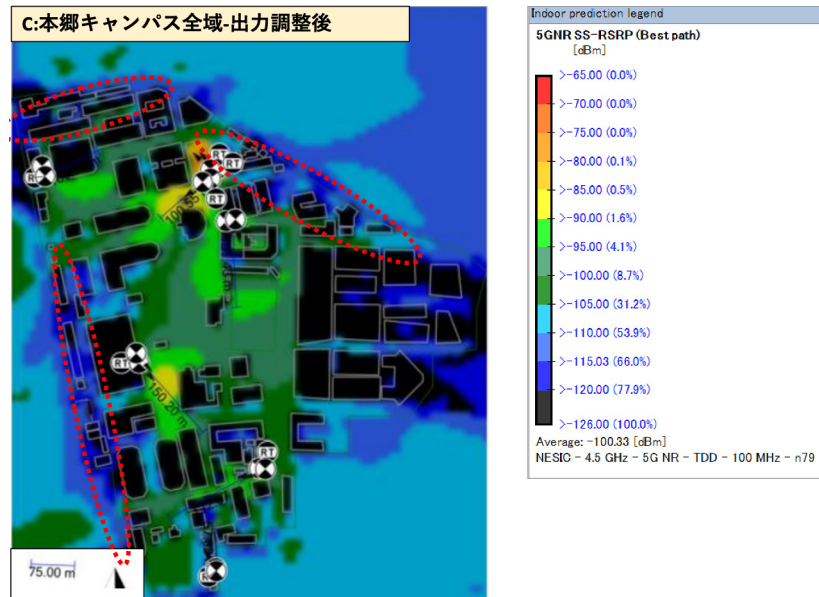 C:本郷キャンパス全域-出力調整後
RT
RT
RT
RT
100.55
RT
150.20 m
RT
75.00 m
Indoor prediction legend
5GNR SS-RSRP (Best path)
[dBm]
>-65.00 (0.0%)
>-70.00 (0.0%)
>-75.00 (0.0%)
>-80.00 (0.1%)
>-85.00 (0.5%)
>-90.00 (1.6%)
>-95.00 (4.1%)
>-100.00 (8.7%)
>-105.00 (31.2%)
>-110.00 (53.9%)
>-115.03 (66.0%)
>-120.00 (77.9%)
>-126.00 (100.0%)
Average: -100.33 [dBm]
NESIC - 4.5 GHz - 5G NR - TDD - 100 MHz - n79